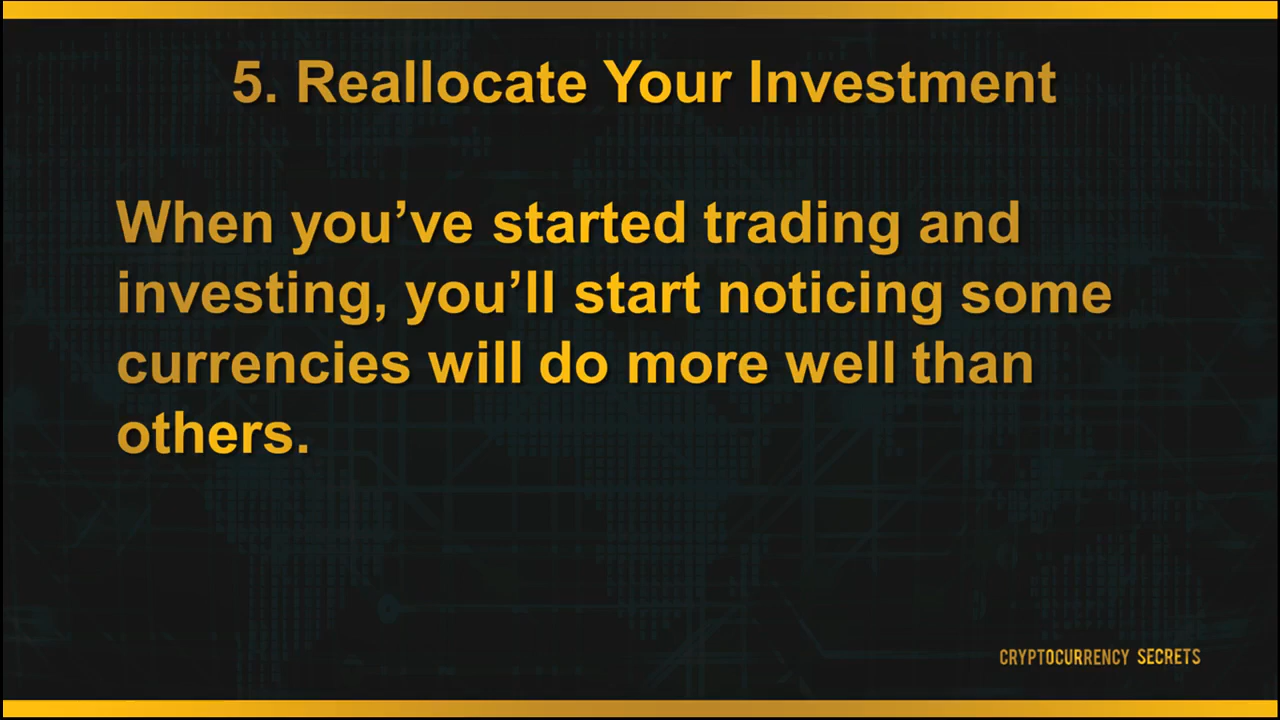 5. Reallocate Your Investment
When you’ve started trading and
investing, you’ll start noticing some
currencies will do more well than
others.
CRYPTOCURRENCY SECRETS